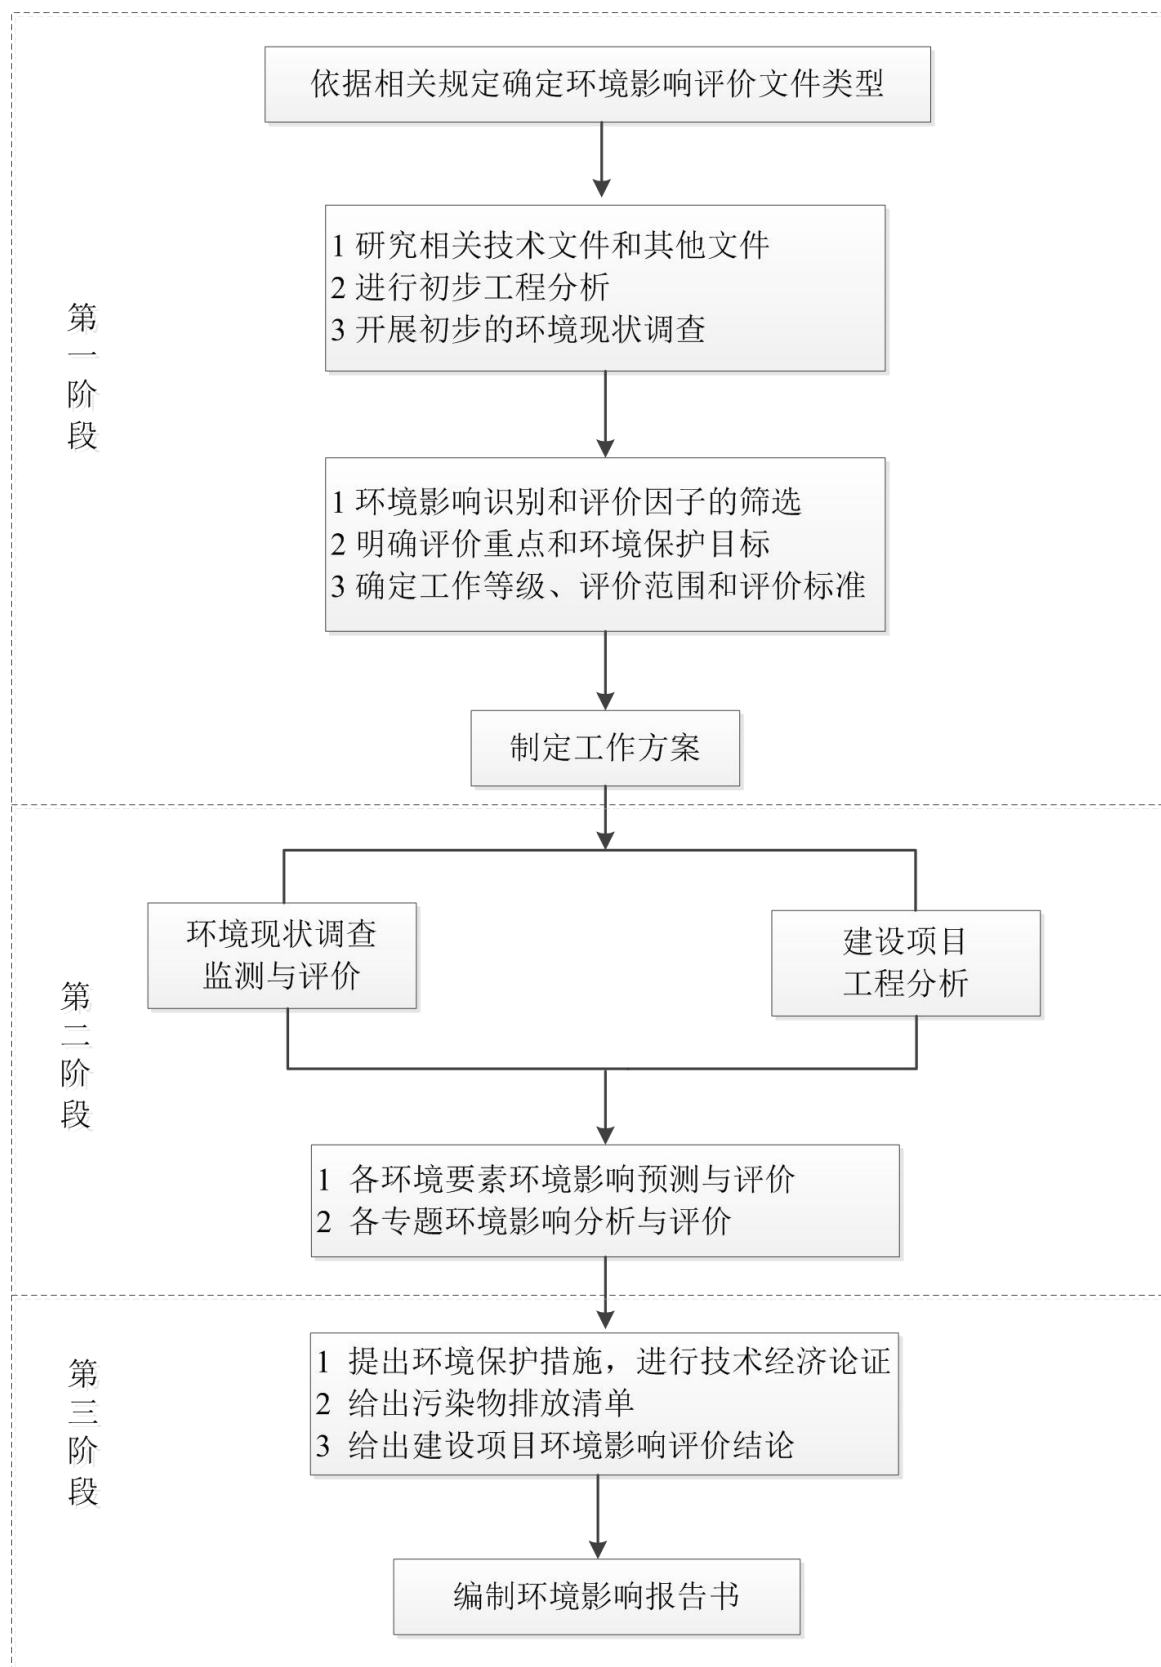 依据相关规定确定环境影响评价文件类型
1 研究相关技术文件和其他文件
2 进行初步工程分析
3 开展初步的环境现状调查
第
一
阶
段
1 环境影响识别和评价因子的筛选
2 明确评价重点和环境保护目标
3 确定工作等级、评价范围和评价标准
制定工作方案
环境现状调查
监测与评价
建设项目
工程分析
第
二
阶
段
1 各环境要素环境影响预测与评价
2 各专题环境影响分析与评价
第
三
阶
段
1 提出环境保护措施，进行技术经济论证
2 给出污染物排放清单
3 给出建设项目环境影响评价结论
编制环境影响报告书